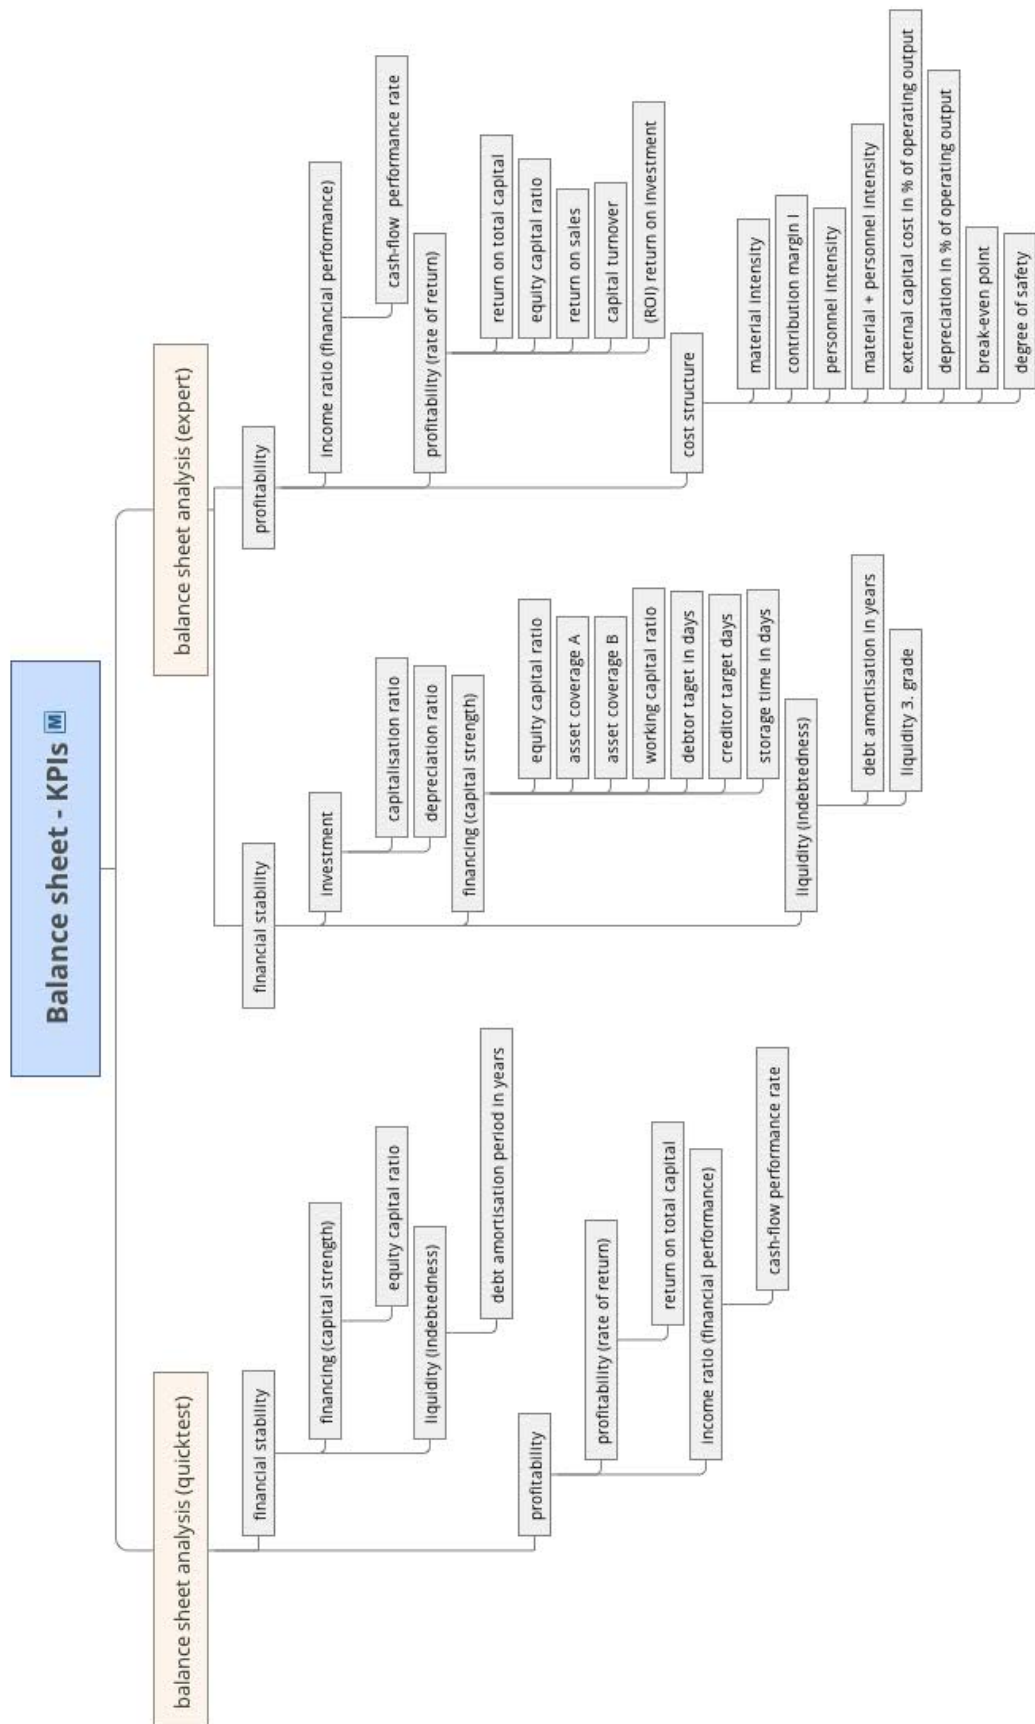 Balance sheet - KPIs M
balance sheet analysis (quicktest)
financial stability
financing (capital strength)
equity capital ratio
liquidity (indebtedness)
debt amortisation period in years
profitability
profitability (rate of return)
return on total capital
income ratio (financial performance)
cash-flow performance rate
balance sheet analysis (expert)
financial stability
investment
capitalisation ratio
depreciation ratio
financing (capital strength)
equity capital ratio
asset coverage A
asset coverage B
working capital ratio
debtor taget in days
creditor target days
storage time in days
liquidity (indebtedness)
debt amortisation in years
liquidity 3. grade
profitability
income ratio (financial performance)
cash-flow performance rate
profitability (rate of return)
return on total capital
equity capital ratio
return on sales
capital turnover
(ROI) return on investment
cost structure
material intensity
contribution margin I
personnel intensity
material + personnel intensity
external capital cost in % of operating output
depreciation in % of operating output
break-even point
degree of safety